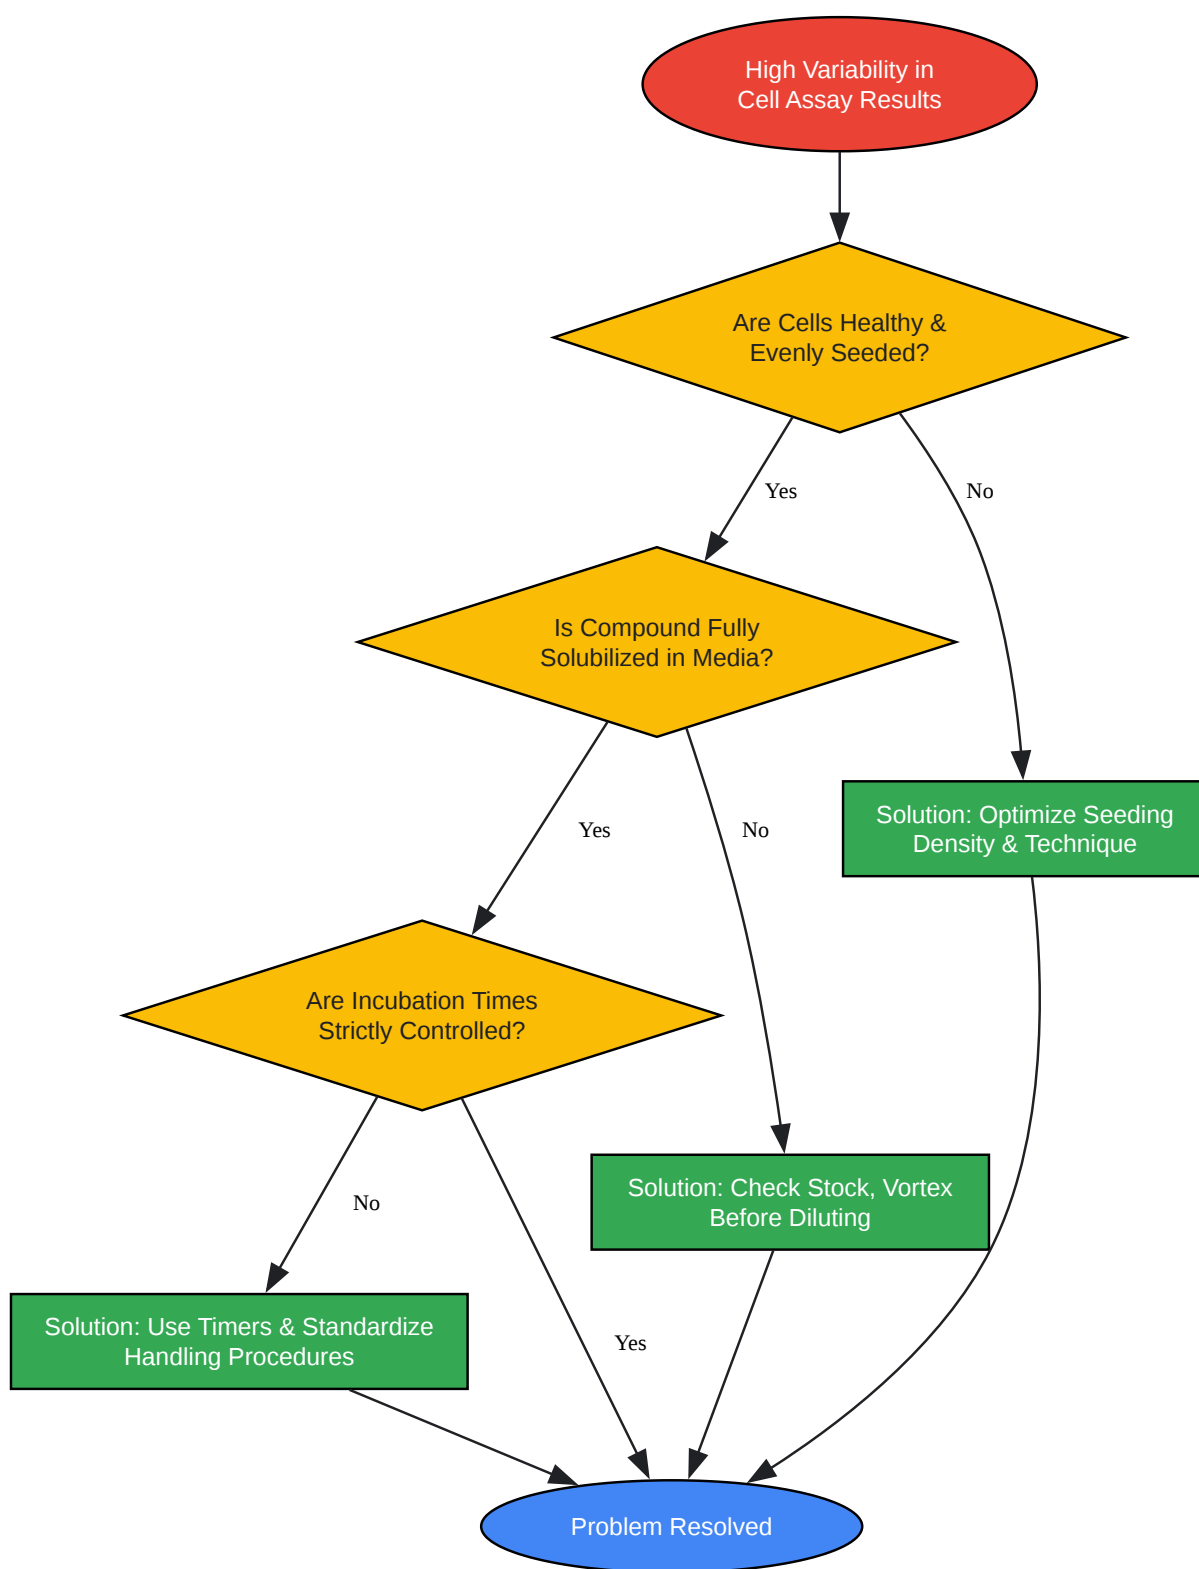 High Variability in
Cell Assay Results
Are Cells Healthy &
Evenly Seeded?
Yes
No
Is Compound Fully
Solubilized in Media?
Yes
No
Solution: Optimize Seeding
Density & Technique
Are Incubation Times
Strictly Controlled?
No
Yes
Solution: Check Stock, Vortex
Before Diluting
Solution: Use Timers & Standardize
Handling Procedures
Problem Resolved